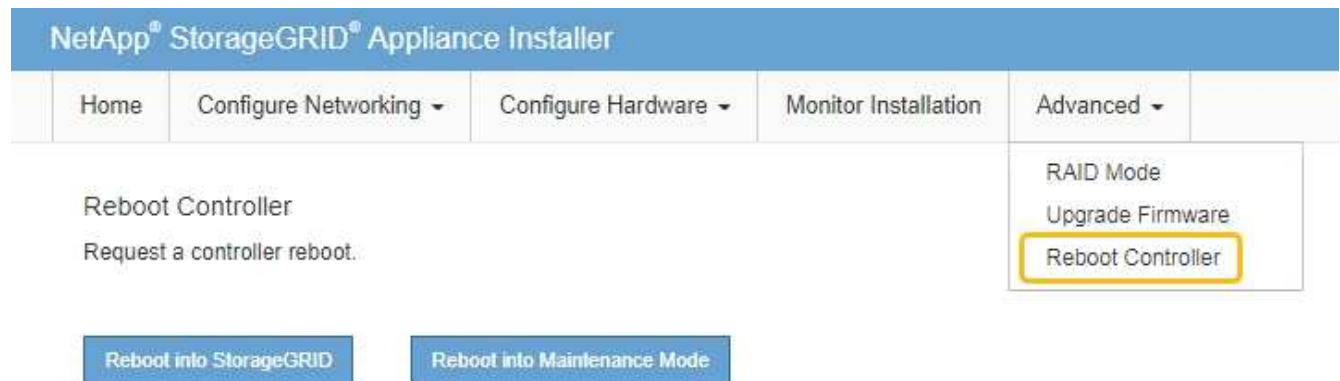 NetApp® StorageGRID® Appliance Installer
Home Configure Networking Configure Hardware Monitor Installation Advanced
RAID Mode
Upgrade Firmware
Reboot Controller
Reboot Controller
Request a controller reboot.
Reboot into StorageGRID Reboot into Maintenance Mode